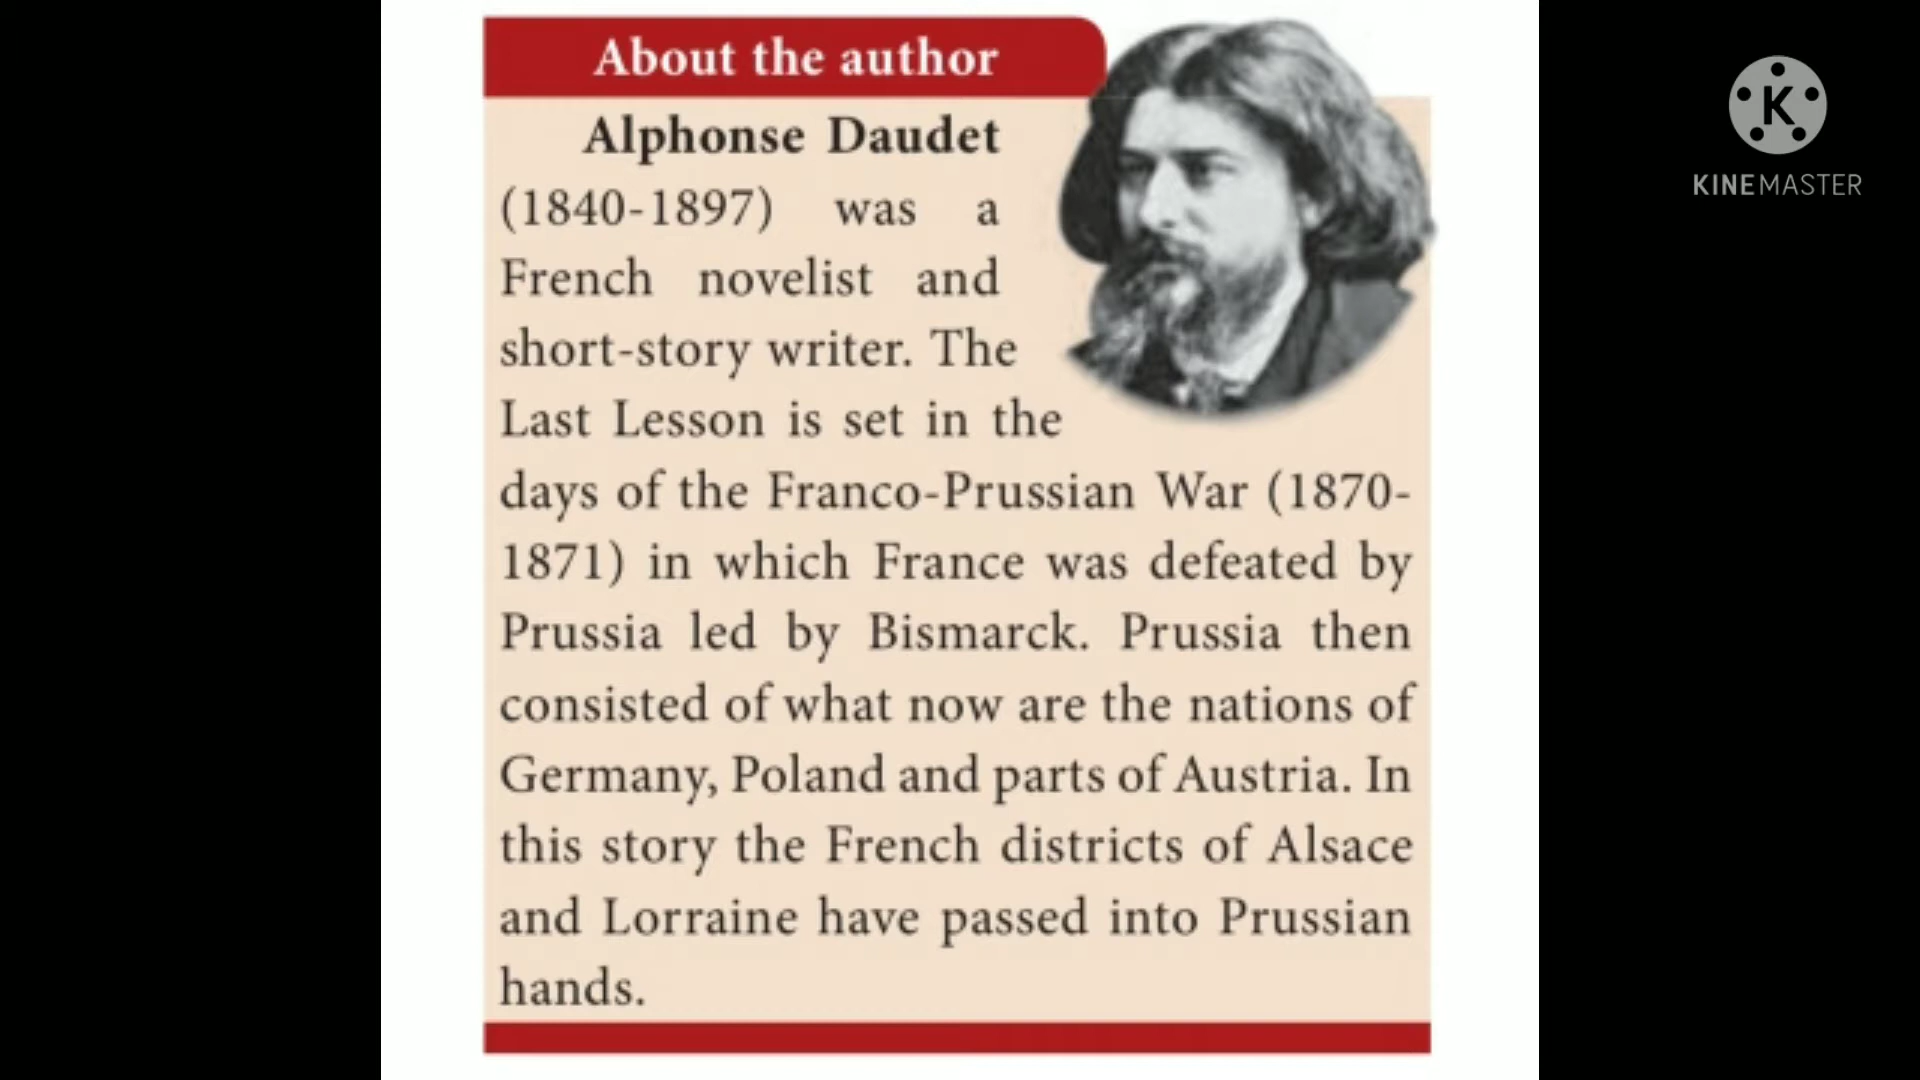 About the author
Alphonse Daudet
(1840-1897) was a
French novelist and
short-story writer. The
Last Lesson is set in the
days of the Franco-Prussian War (1870-
1871) in which France was defeated by
Prussia led by Bismarck. Prussia then
consisted of what now are the nations of
Germany, Poland and parts of Austria. In
this story the French districts of Alsace
and Lorraine have passed into Prussian
hands.
K
KINEMASTER